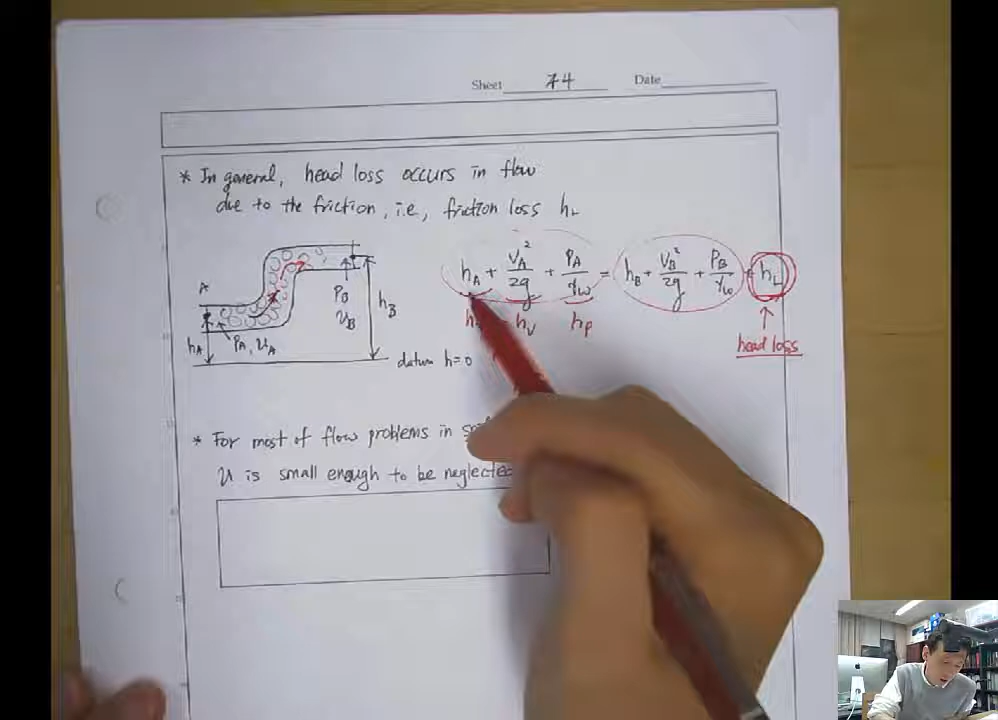 Sheet 74 Date
* In general, head loss occurs in flow
due to the friction, i.e., friction loss hL
hA + vA²/2g + PA/γw = hB + vB²/2g + PB/γw + hL
hv hp
head loss
A
hA
PA, vA
PB
vB
hB
datum h=0
* For most of flow problems in
v is small enough to be neglected